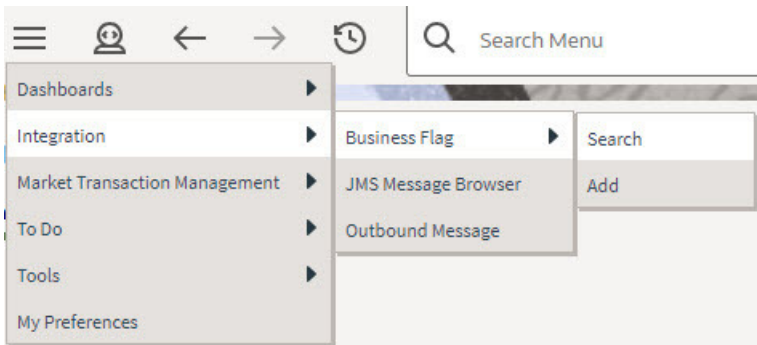 Search Menu
Dashboards
Integration
Market Transaction Management
To Do
Tools
My Preferences
Business Flag
JMS Message Browser
Outbound Message
Search
Add